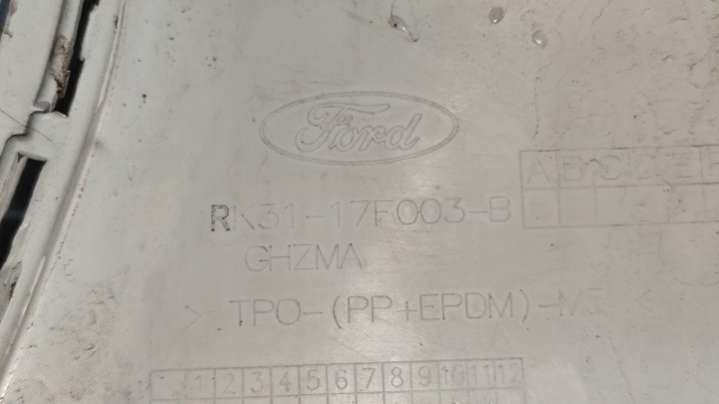 Ford
RK31-17F003-B
GHZMA
> TPO-(PP+EPDM)-M
A B C E
1 2 3 4 5 6 7 8 9 10 11 12